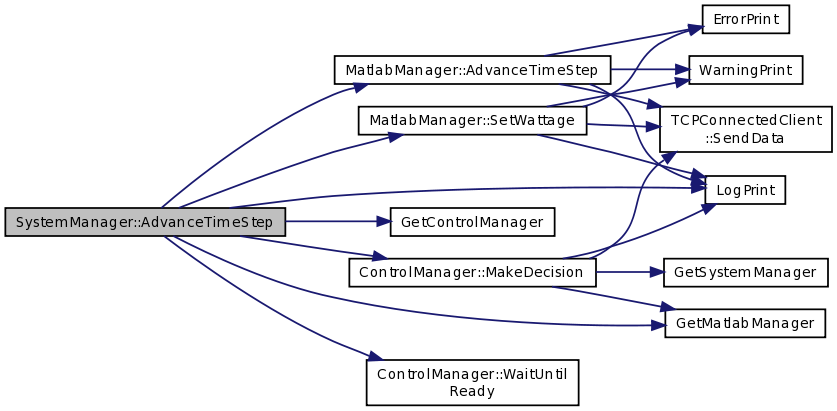 ErrorPrint
MatlabManager::AdvanceTimeStep
WarningPrint
MatlabManager::SetWattage
TCPConnectedClient
::SendData
LogPrint
SystemManager::AdvanceTimeStep
GetControlManager
ControlManager::MakeDecision
GetSystemManager
GetMatlabManager
ControlManager::WaitUntil
Ready